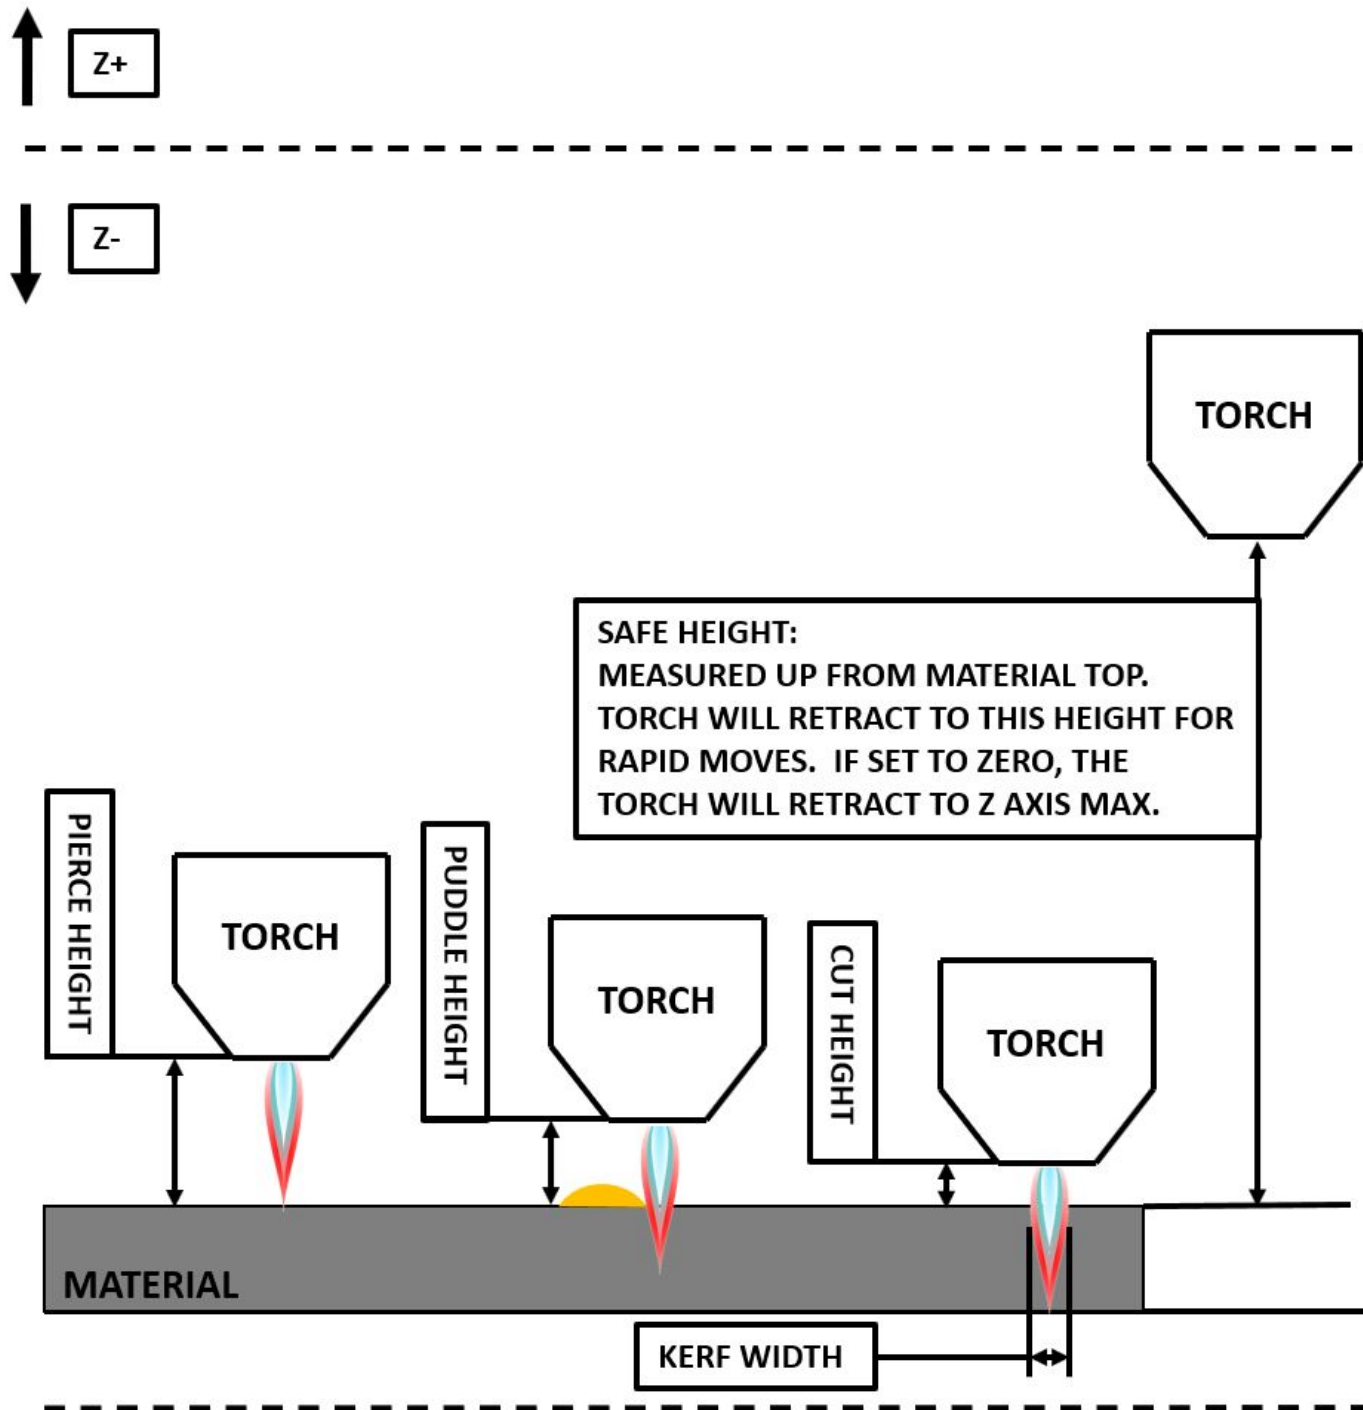 Z+
Z-
TORCH
SAFE HEIGHT:
MEASURED UP FROM MATERIAL TOP.
TORCH WILL RETRACT TO THIS HEIGHT FOR
RAPID MOVES.  IF SET TO ZERO, THE
TORCH WILL RETRACT TO Z AXIS MAX.
PIERCE HEIGHT
TORCH
PUDDLE HEIGHT
TORCH
CUT HEIGHT
TORCH
MATERIAL
KERF WIDTH